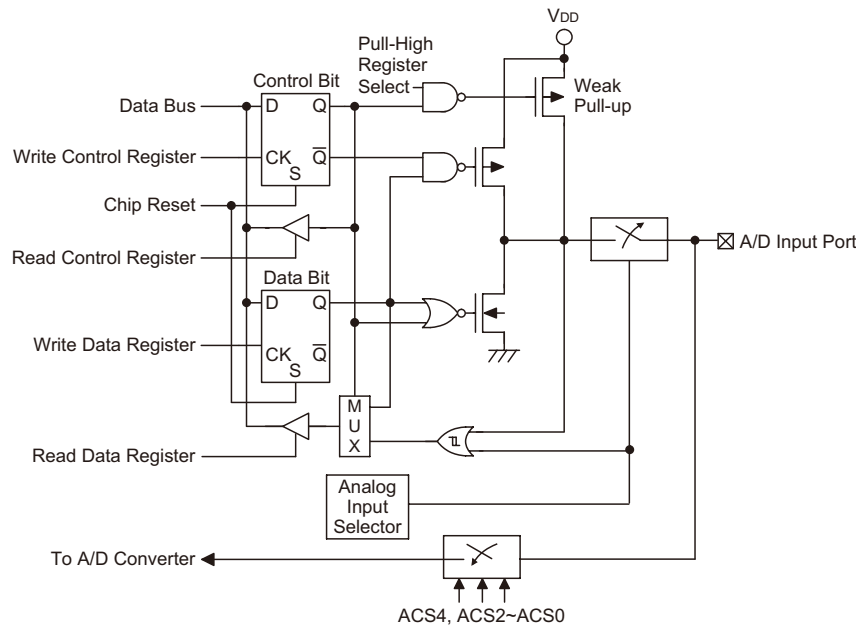 VDD
Pull-High
Register
Select
Control Bit
Weak
Pull-up
Data Bus
D
Q
Write Control Register
CK
Q
S
Chip Reset
Read Control Register
A/D Input Port
Data Bit
D
Q
Write Data Register
CK
Q
S
M
U
X
Read Data Register
Analog
Input
Selector
To A/D Converter
ACS4, ACS2~ACS0